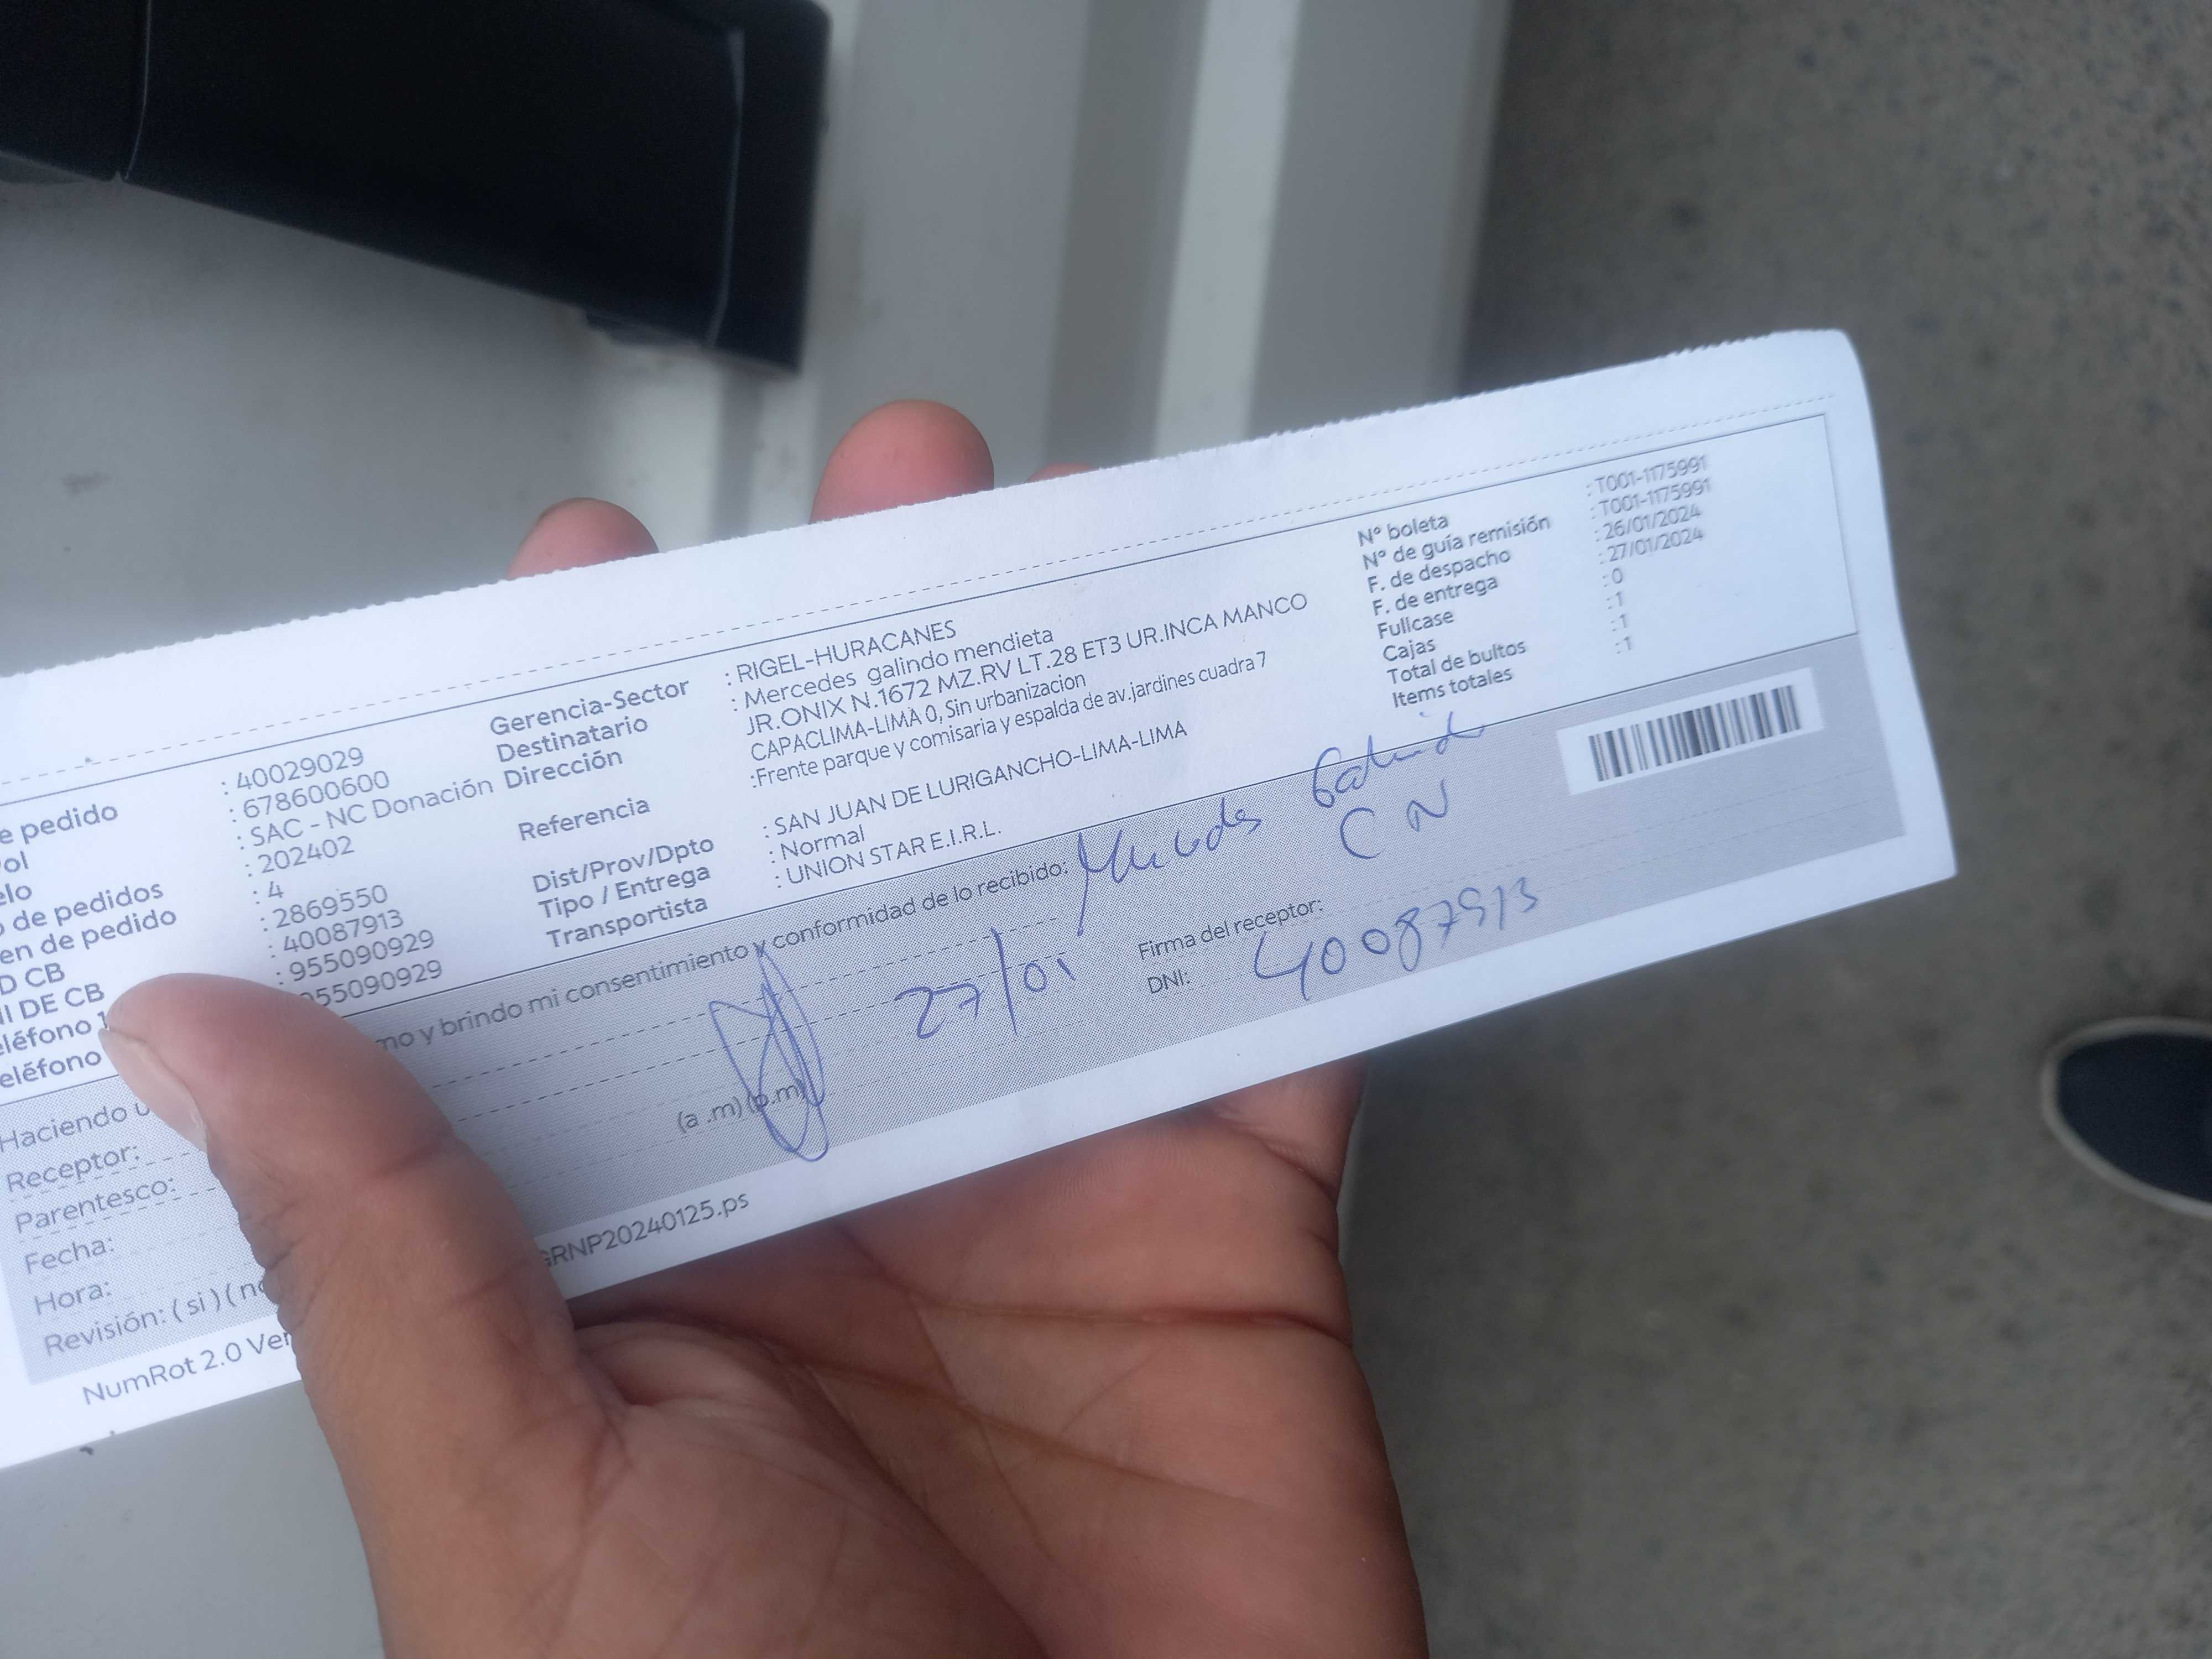 e pedido : 40029029
ol : 678600600
elo : SAC - NC Donación
de pedidos : 202402
en de pedido : 4
D CB : 2869550
I DE CB : 40087913
eléfono 1 : 955090929
eléfono 955090929
Gerencia-Sector : RIGEL-HURACANES
Destinatario : Mercedes galindo mendieta
Dirección : JR.ONIX N.1672 MZ.RV LT.28 ET3 UR.INCA MANCO
CAPACLIMA-LIMA 0, Sin urbanizacion
Referencia :Frente parque y comisaria y espalda de av.jardines cuadra 7
Dist/Prov/Dpto : SAN JUAN DE LURIGANCHO-LIMA-LIMA
Tipo / Entrega : Normal
Transportista : UNION STAR E.I.R.L.
N° boleta : T001-1175991
N° de guía remisión : T001-1175991
F. de despacho : 26/01/2024
F. de entrega : 27/01/2024
Fullcase : 0
Cajas : 1
Total de bultos : 1
Items totales : 1
Haciendo u mo y brindo mi consentimiento y conformidad de lo recibido:
Receptor:
Parentesco: C N
Fecha: 27/01 Firma del receptor:
Hora: (a .m) (p.m) DNI: 40087913
Revisión: ( si ) ( no
NumRot 2.0 Ver GRNP20240125.ps